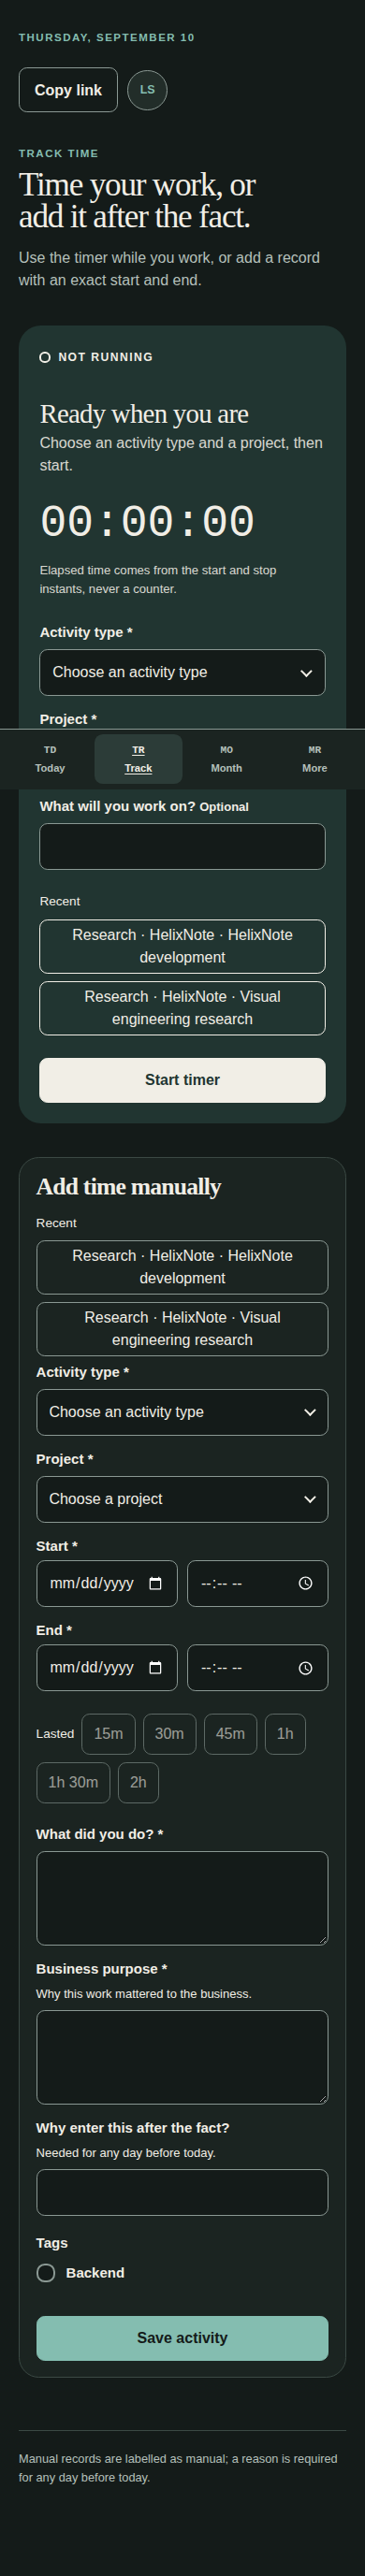 THURSDAY, SEPTEMBER 10
Copy link
LS
TRACK TIME
Time your work, or
add it after the fact.
Use the timer while you work, or add a record
with an exact start and end.
NOT RUNNING
Ready when you are
Choose an activity type and a project, then
start.
00:00:00
Elapsed time comes from the start and stop
instants, never a counter.
Activity type *
Choose an activity type
Project *
TD TR MO MR
Today Track Month More
What will you work on? Optional
Recent
Research · HelixNote · HelixNote
development
Research · HelixNote · Visual
engineering research
Start timer
Add time manually
Recent
Research · HelixNote · HelixNote
development
Research · HelixNote · Visual
engineering research
Activity type *
Choose an activity type
Project *
Choose a project
Start *
mm/dd/yyyy --:-- --
End *
mm/dd/yyyy --:-- --
Lasted 15m 30m 45m 1h
1h 30m 2h
What did you do? *
Business purpose *
Why this work mattered to the business.
Why enter this after the fact?
Needed for any day before today.
Tags
Backend
Save activity
Manual records are labelled as manual; a reason is required
for any day before today.